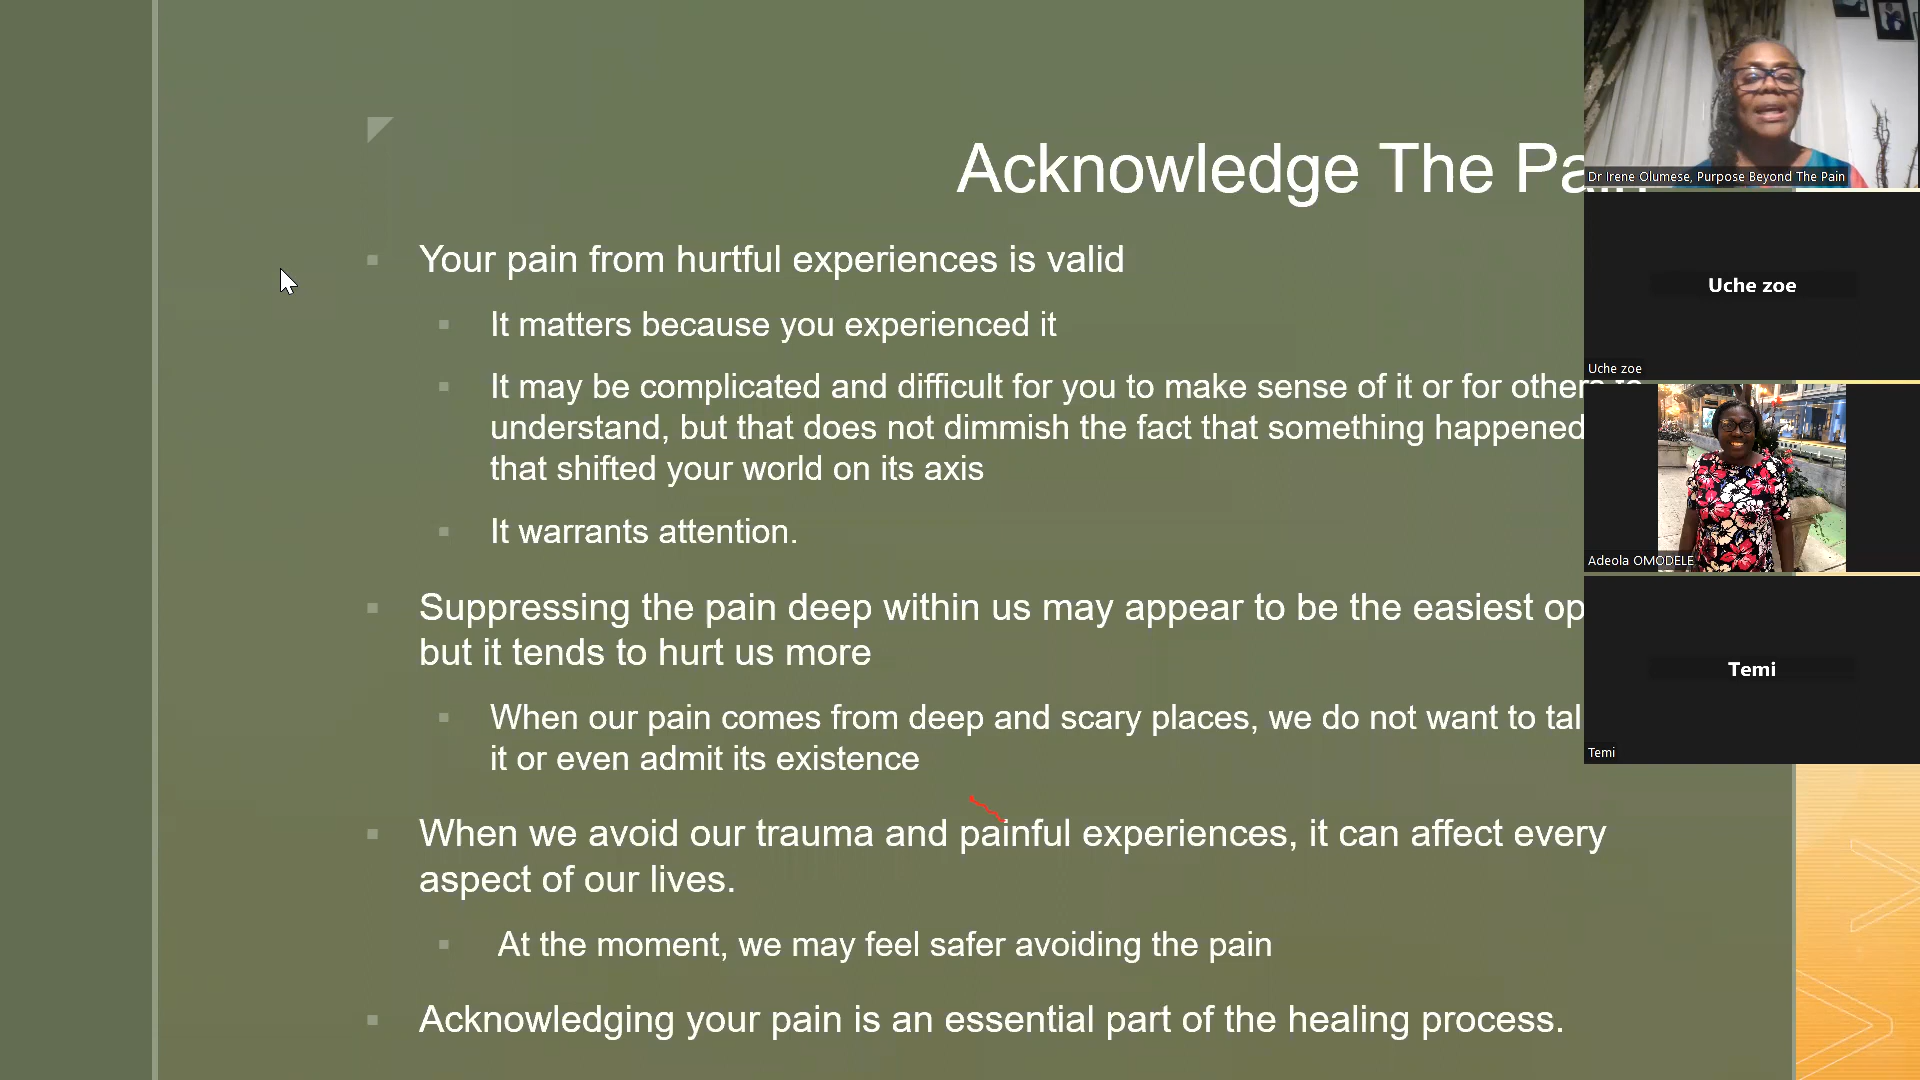 Acknowledge The Pain
Your pain from hurtful experiences is valid
It matters because you experienced it
It may be complicated and difficult for you to make sense of it or for others to
understand, but that does not dimmish the fact that something happened
that shifted your world on its axis
It warrants attention.
Suppressing the pain deep within us may appear to be the easiest op
but it tends to hurt us more
When our pain comes from deep and scary places, we do not want to tal
it or even admit its existence
When we avoid our trauma and painful experiences, it can affect every
aspect of our lives.
At the moment, we may feel safer avoiding the pain
Acknowledging your pain is an essential part of the healing process.
Dr Irene Olumese, Purpose Beyond The Pain
Uche zoe
Uche zoe
Adeola OMODELE
Temi
Temi